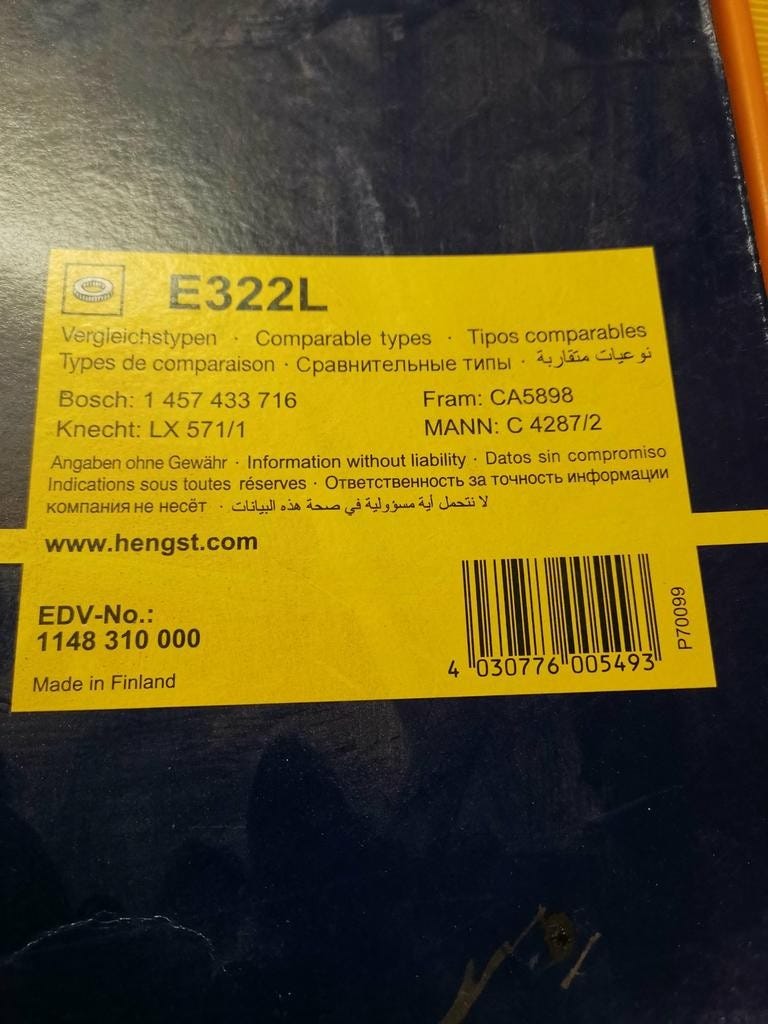 E322L
Vergleichstypen · Comparable types · Tipos comparables
Types de comparaison · Сравнительные типы · نوعيات متقاربة
Bosch: 1 457 433 716 Fram: CA5898
Knecht: LX 571/1 MANN: C 4287/2
Angaben ohne Gewähr · Information without liability · Datos sin compromiso
Indications sous toutes réserves · Ответственность за точность информации
компания не несёт · لا نتحمل أية مسؤولية في صحة هذه البيانات
www.hengst.com
EDV-No.:
1148 310 000
Made in Finland
4 030776 005493
P70099